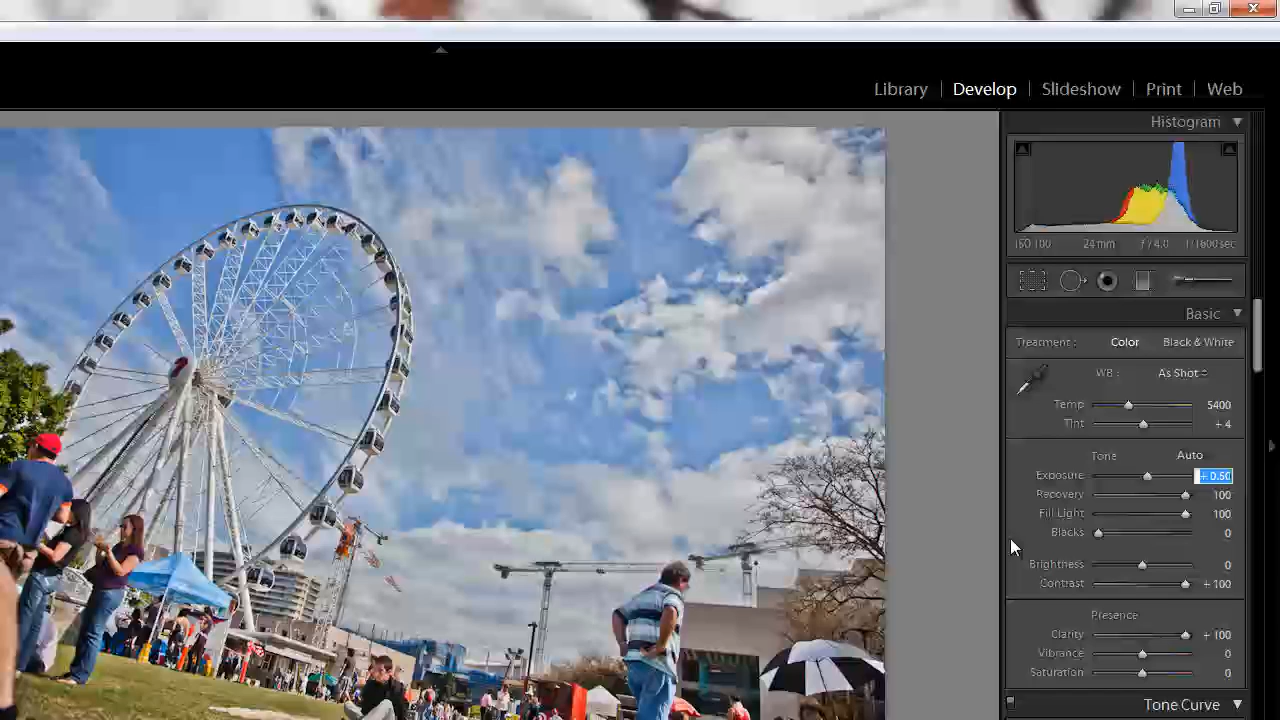 Library | Develop | Slideshow | Print | Web
Histogram
ISO 100 24 mm f / 4.0 1/1600 sec
Basic
Treatment : Color Black & White
WB : As Shot
Temp 5400
Tint + 4
Tone Auto
Exposure + 0.50
Recovery 100
Fill Light 100
Blacks 0
Brightness 0
Contrast + 100
Presence
Clarity + 100
Vibrance 0
Saturation 0
Tone Curve